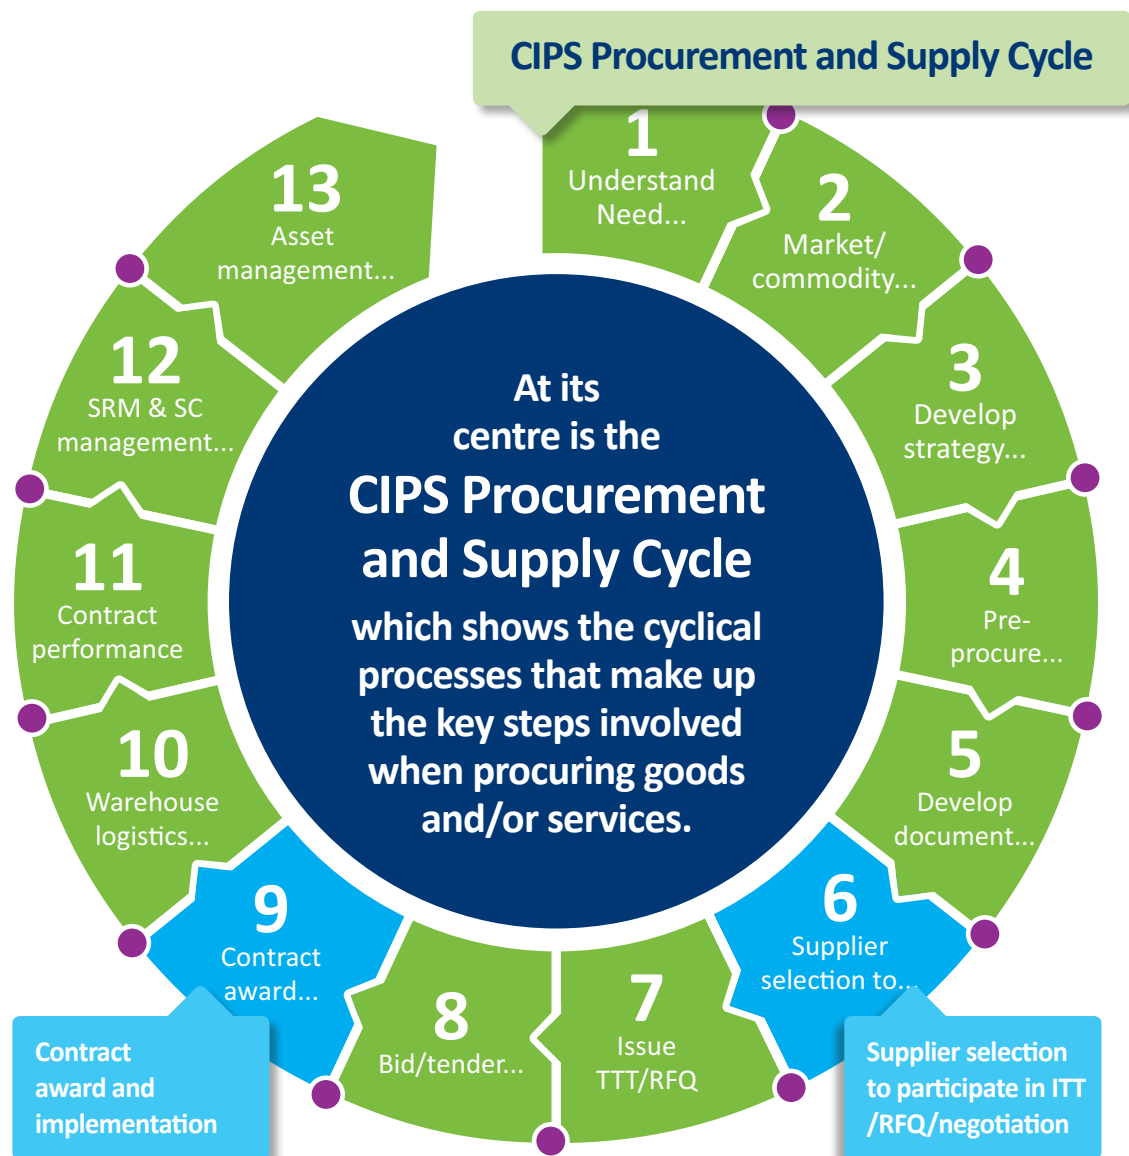 CIPS Procurement and Supply Cycle
1
Understand
Need...
2
Market/
commodity...
3
Develop
strategy...
4
Pre-
procure...
5
Develop
document...
6
Supplier
selection to...
7
Issue
TTT/RFQ
8
Bid/tender...
9
Contract
award...
10
Warehouse
logistics...
11
Contract
performance
12
SRM & SC
management...
13
Asset
management...
At its
centre is the
CIPS Procurement
and Supply Cycle
which shows the cyclical
processes that make up
the key steps involved
when procuring goods
and/or services.
Contract
award and
implementation
Supplier selection
to participate in ITT
/RFQ/negotiation